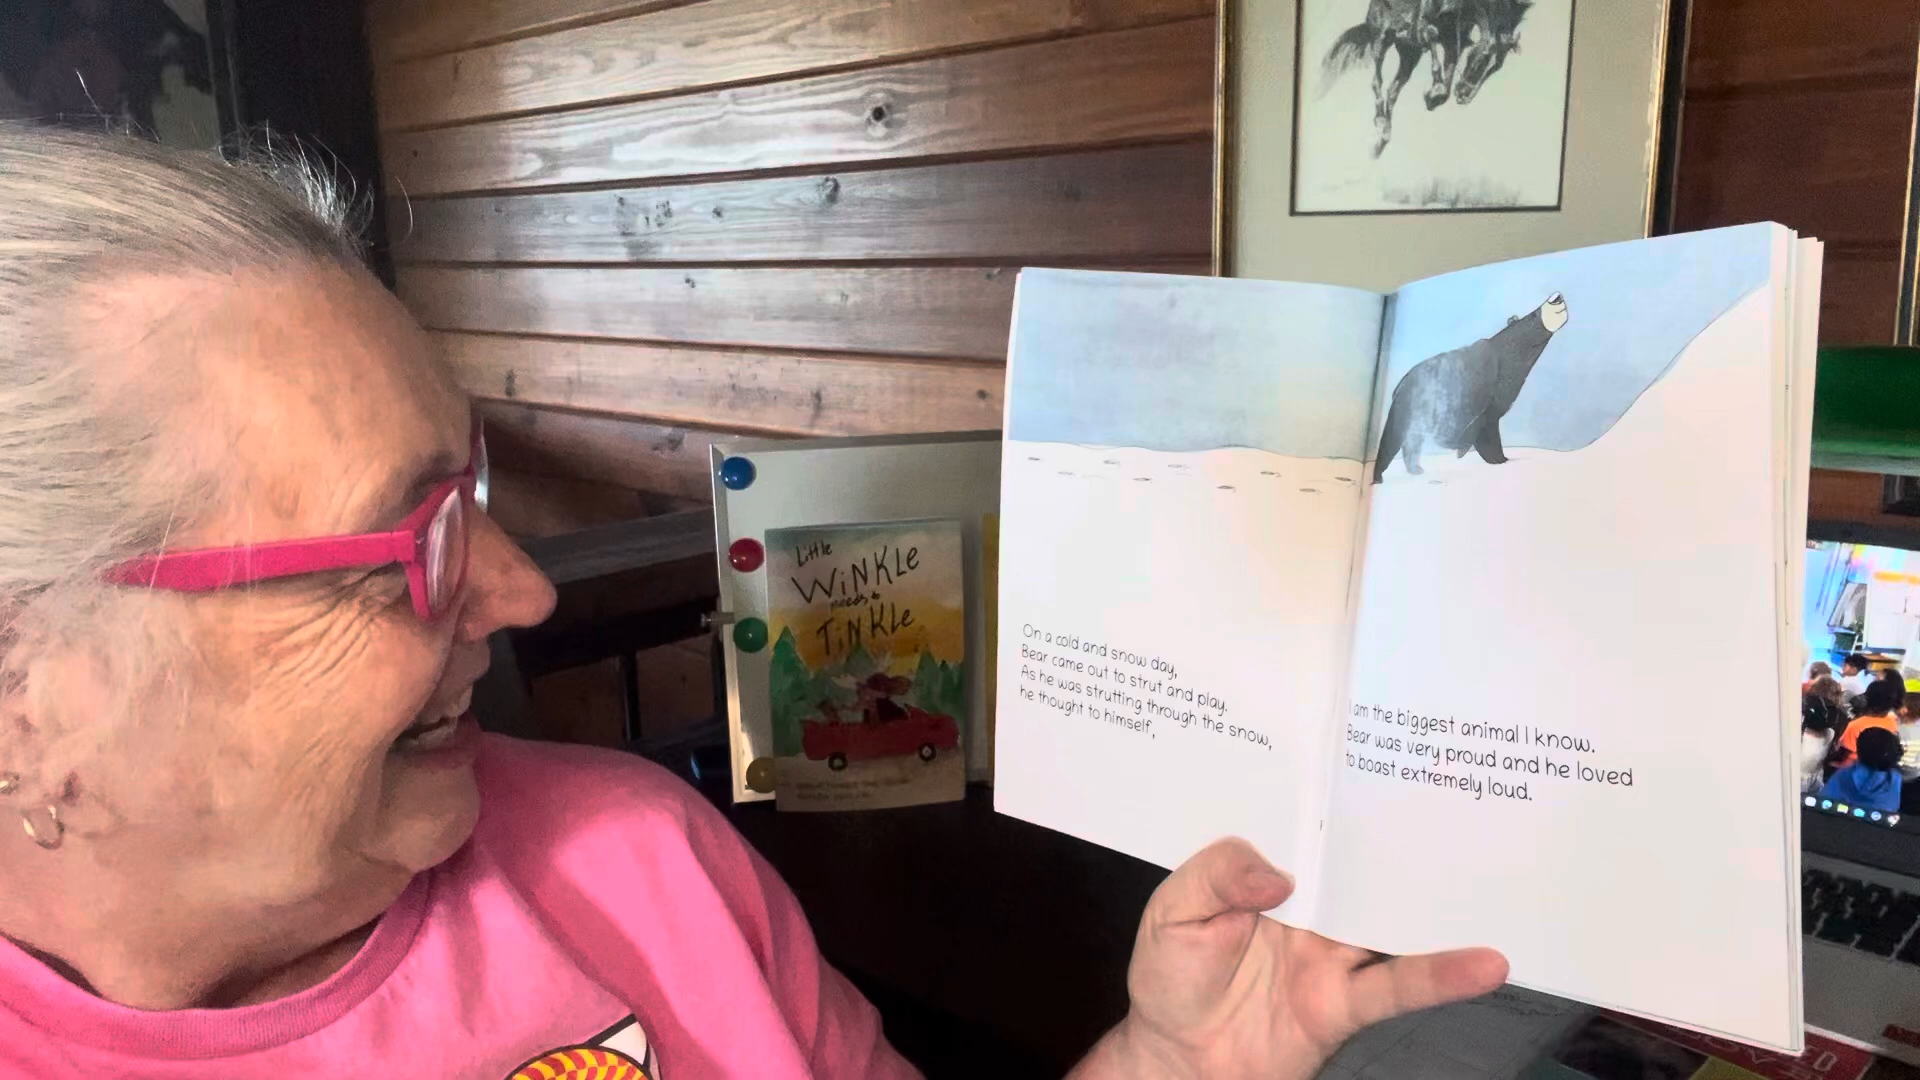 Little
WiNKLe
needs to
TiNKLe
On a cold and snow day,
Bear came out to strut and play.
As he was strutting through the snow,
he thought to himself,
I am the biggest animal I know.
Bear was very proud and he loved
to boast extremely loud.